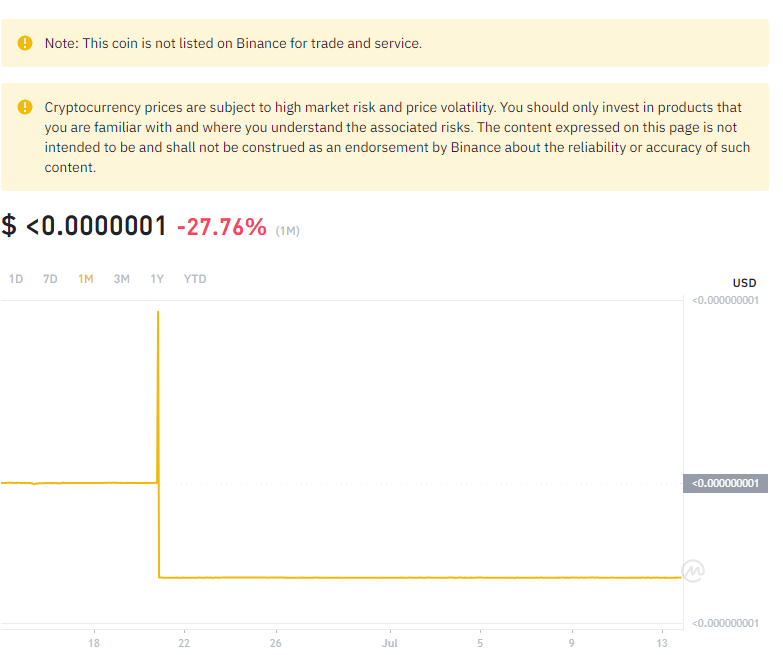 Note: This coin is not listed on Binance for trade and service.
Cryptocurrency prices are subject to high market risk and price volatility. You should only invest in products that
you are familiar with and where you understand the associated risks. The content expressed on this page is not
intended to be and shall not be construed as an endorsement by Binance about the reliability or accuracy of such
content.
$ <0.0000001 -27.76% (1M)
1D 7D 1M 3M 1Y YTD
USD
<0.000000001
<0.000000001
<0.000000001
18 22 26 Jul 5 9 13